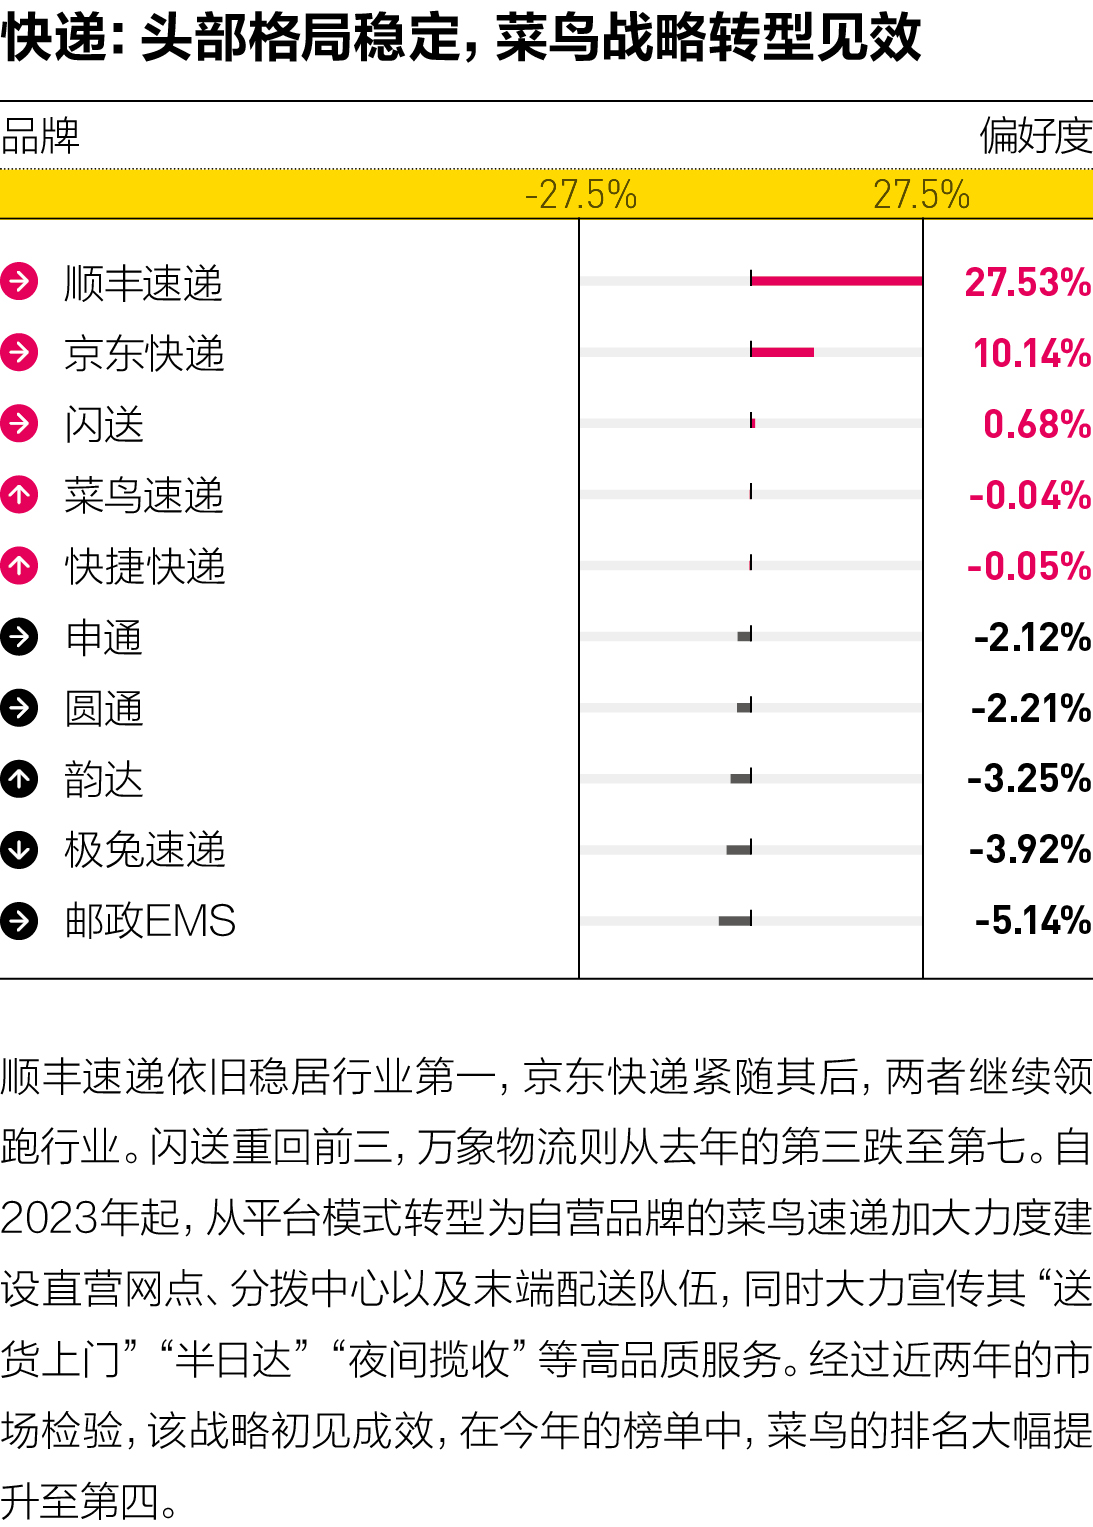 快递：头部格局稳定，菜鸟战略转型见效
品牌 偏好度
-27.5% 27.5%
顺丰速递 27.53%
京东快递 10.14%
闪送 0.68%
菜鸟速递 -0.04%
快捷快递 -0.05%
申通 -2.12%
圆通 -2.21%
韵达 -3.25%
极兔速递 -3.92%
邮政EMS -5.14%
顺丰速递依旧稳居行业第一，京东快递紧随其后，两者继续领
跑行业。闪送重回前三，万象物流则从去年的第三跌至第七。自
2023年起，从平台模式转型为自营品牌的菜鸟速递加大力度建
设直营网点、分拨中心以及末端配送队伍，同时大力宣传其“送
货上门”“半日达”“夜间揽收”等高品质服务。经过近两年的市
场检验，该战略初见成效，在今年的榜单中，菜鸟的排名大幅提
升至第四。